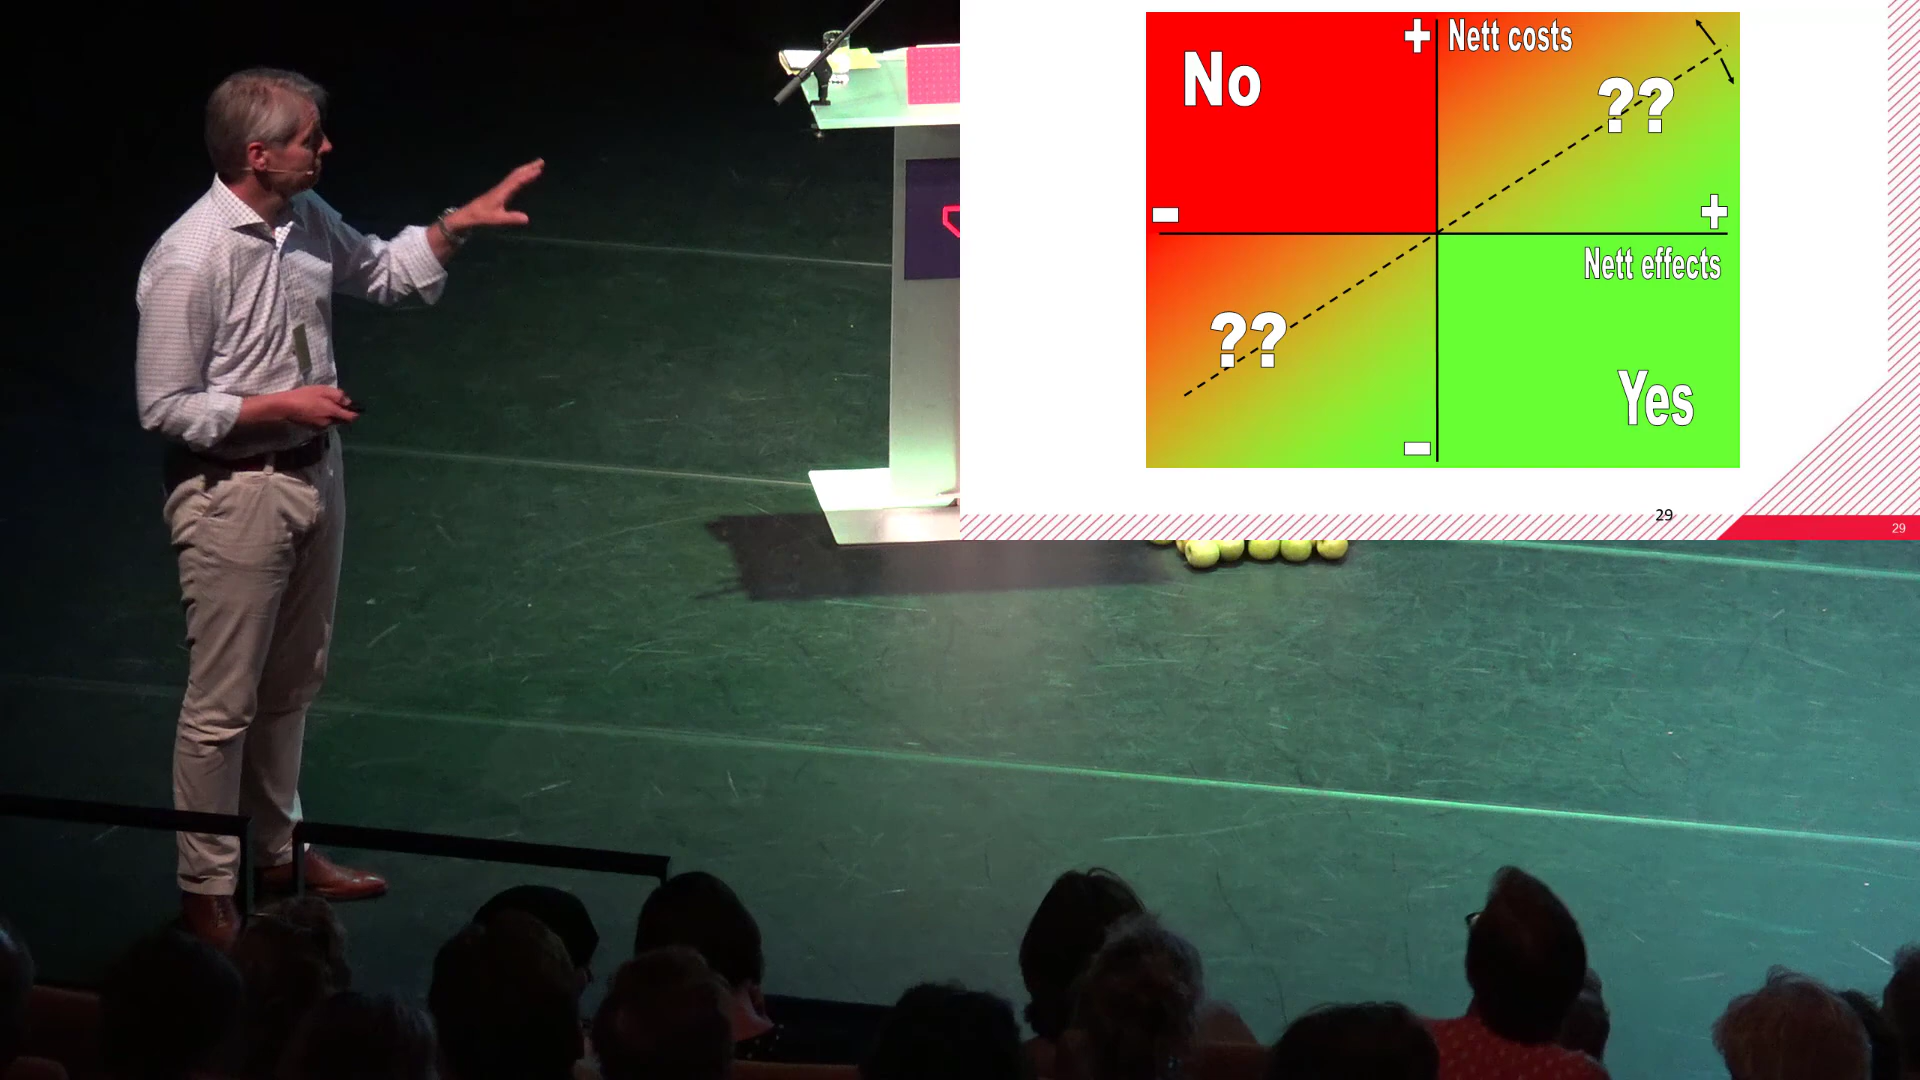 No
+ Nett costs
??
-
+
Nett effects
??
Yes
-
29
29